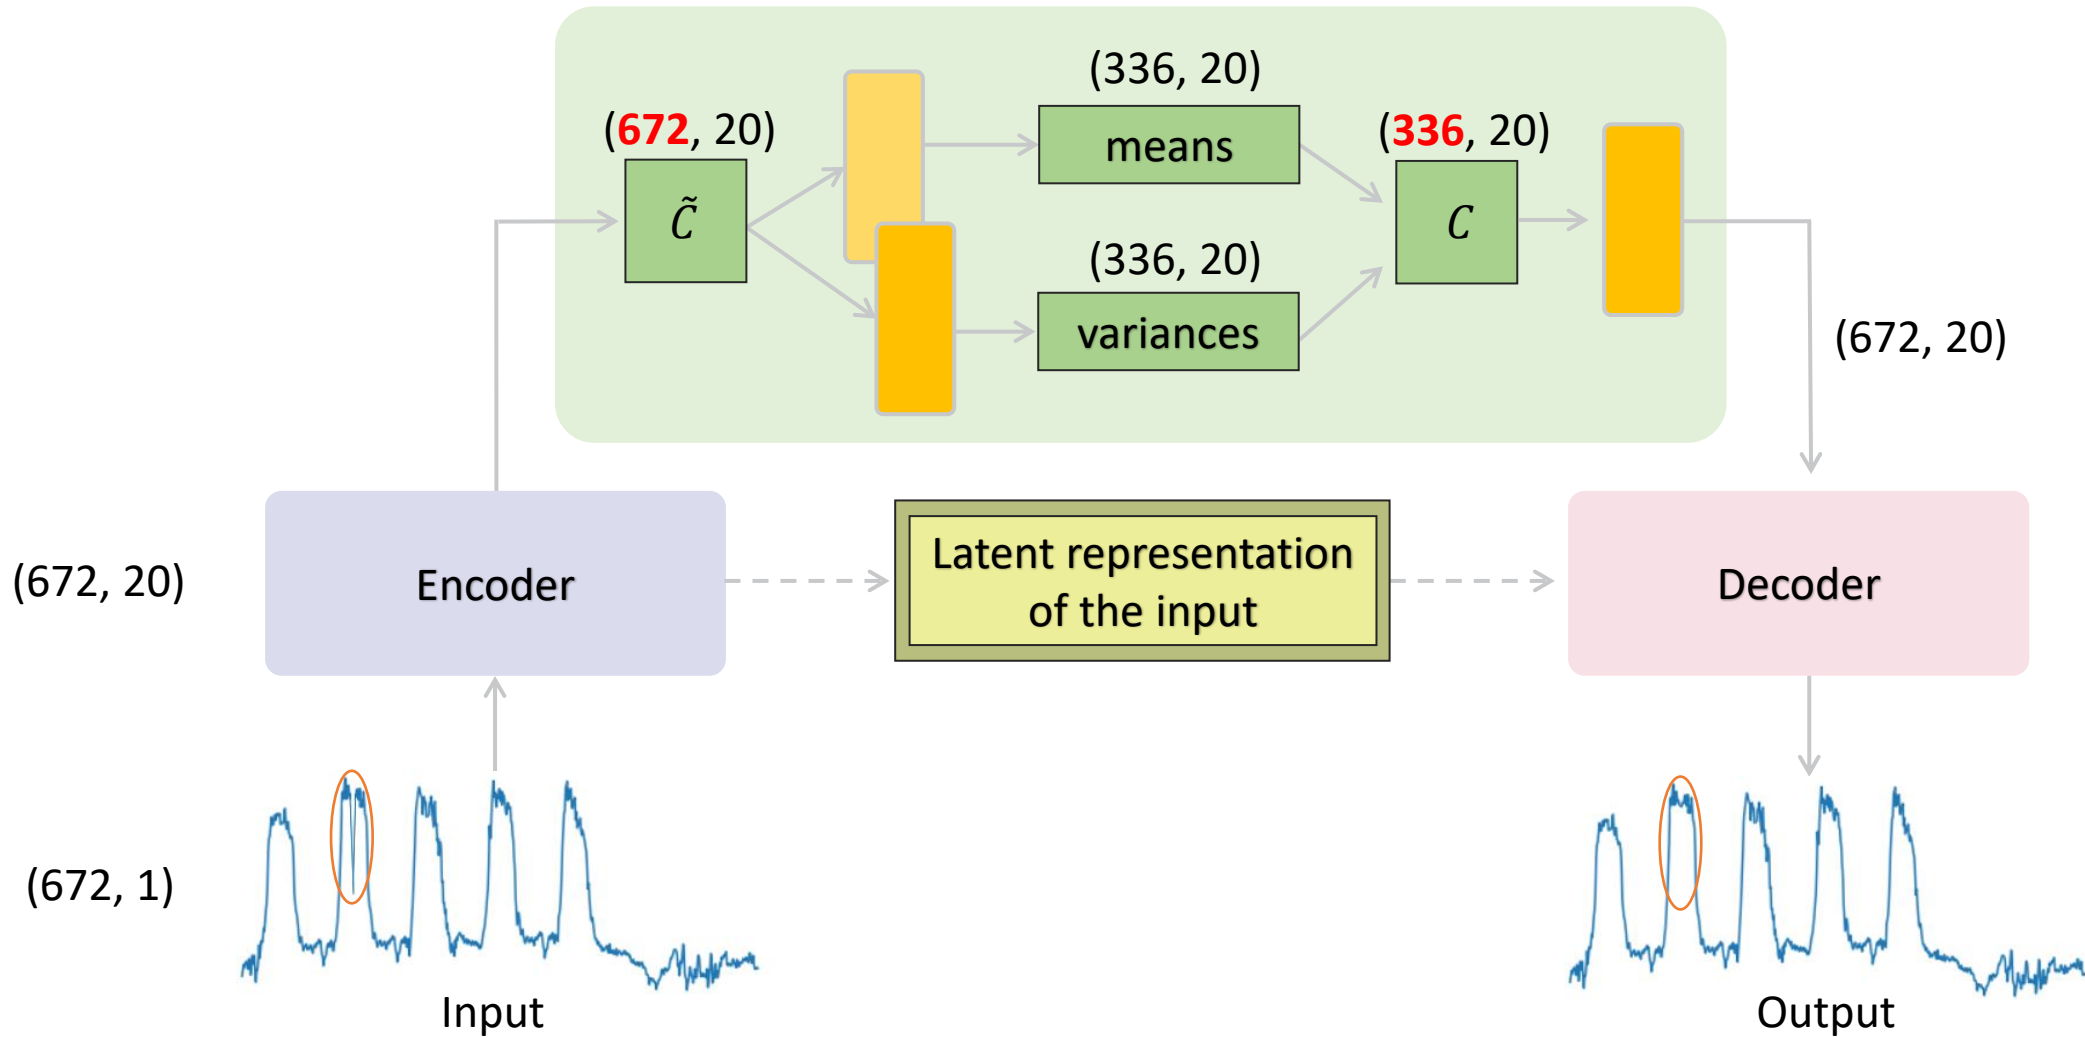 (336, 20)
(672, 20)
means
(336, 20)
C̃
C
(336, 20)
variances
(672, 20)
(672, 20)
Encoder
Latent representation
of the input
Decoder
(672, 1)
Input
Output